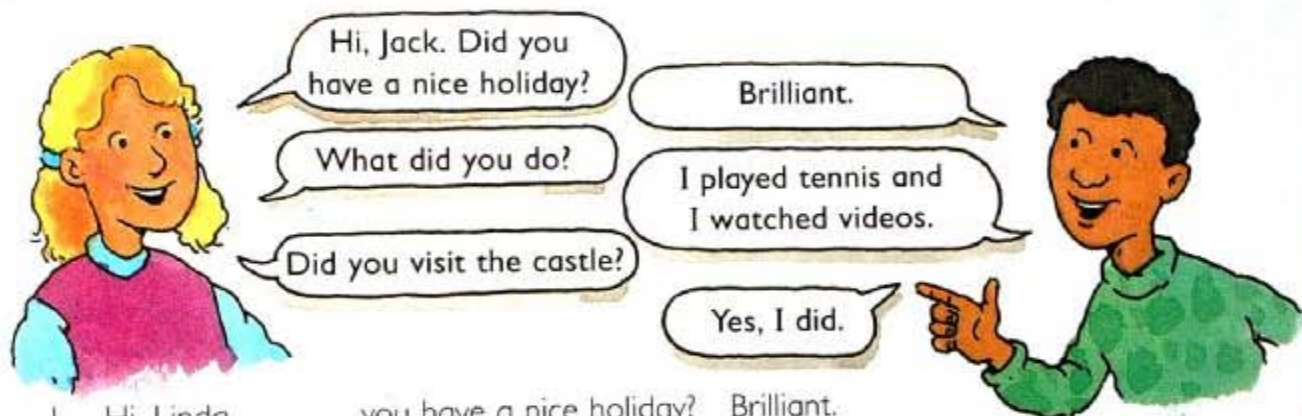 Hi, Jack. Did you
have a nice holiday?
Brilliant.
What did you do?
I played tennis and
I watched videos.
Did you visit the castle?
Yes, I did.
Hi, Linda. you have a nice holiday? Brilliant.